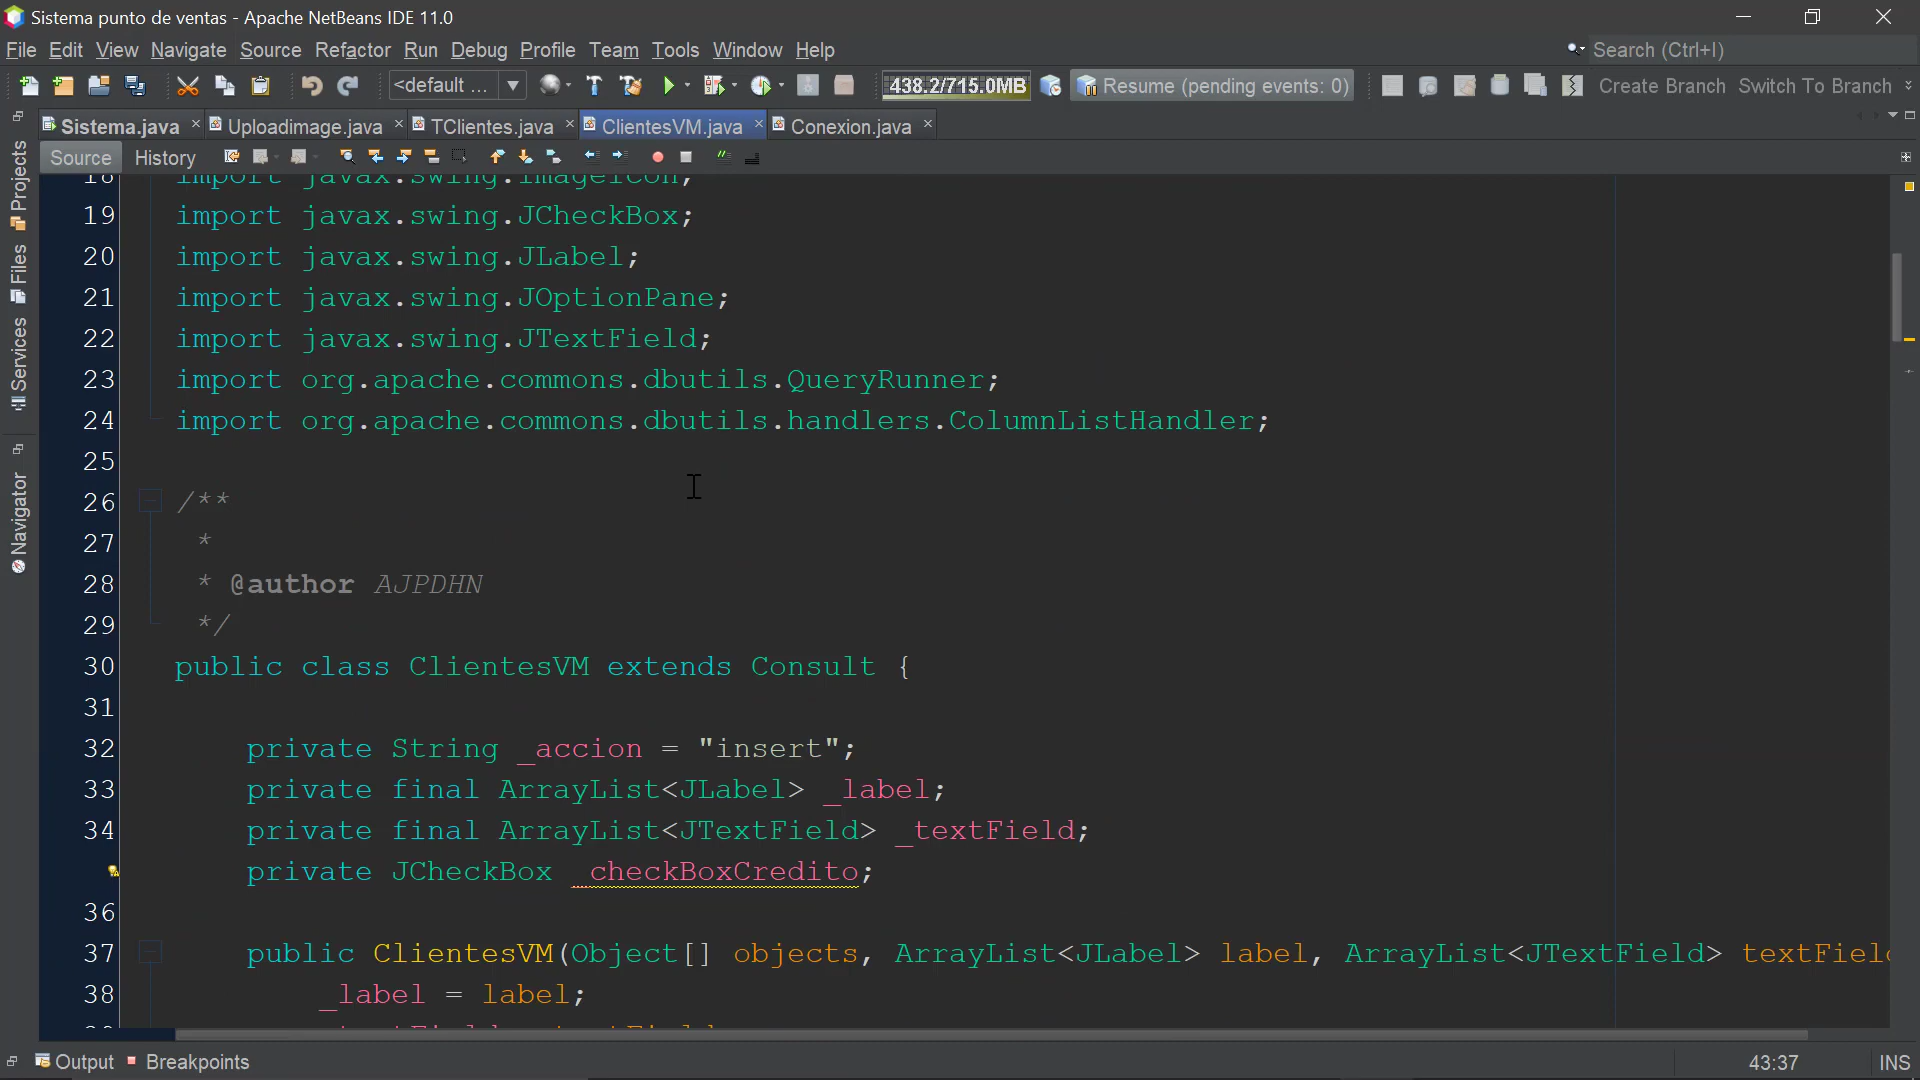 Sistema punto de ventas - Apache NetBeans IDE 11.0
File Edit View Navigate Source Refactor Run Debug Profile Team Tools Window Help
Search (Ctrl+I)
<default ...
438.2/715.0MB
Resume (pending events: 0)
Create Branch Switch To Branch
Sistema.java Uploadimage.java TClientes.java ClientesVM.java Conexion.java
Source History
Projects
Files
Services
Navigator
18 import javax.swing.ImageIcon;
19 import javax.swing.JCheckBox;
20 import javax.swing.JLabel;
21 import javax.swing.JOptionPane;
22 import javax.swing.JTextField;
23 import org.apache.commons.dbutils.QueryRunner;
24 import org.apache.commons.dbutils.handlers.ColumnListHandler;
25
26 /**
27 *
28 * @author AJPDHN
29 */
30 public class ClientesVM extends Consult {
31
32 private String _accion = "insert";
33 private final ArrayList<JLabel> _label;
34 private final ArrayList<JTextField> _textField;
private JCheckBox _checkBoxCredito;
36
37 public ClientesVM(Object[] objects, ArrayList<JLabel> label, ArrayList<JTextField> textField
38 _label = label;
Output Breakpoints
43:37 INS